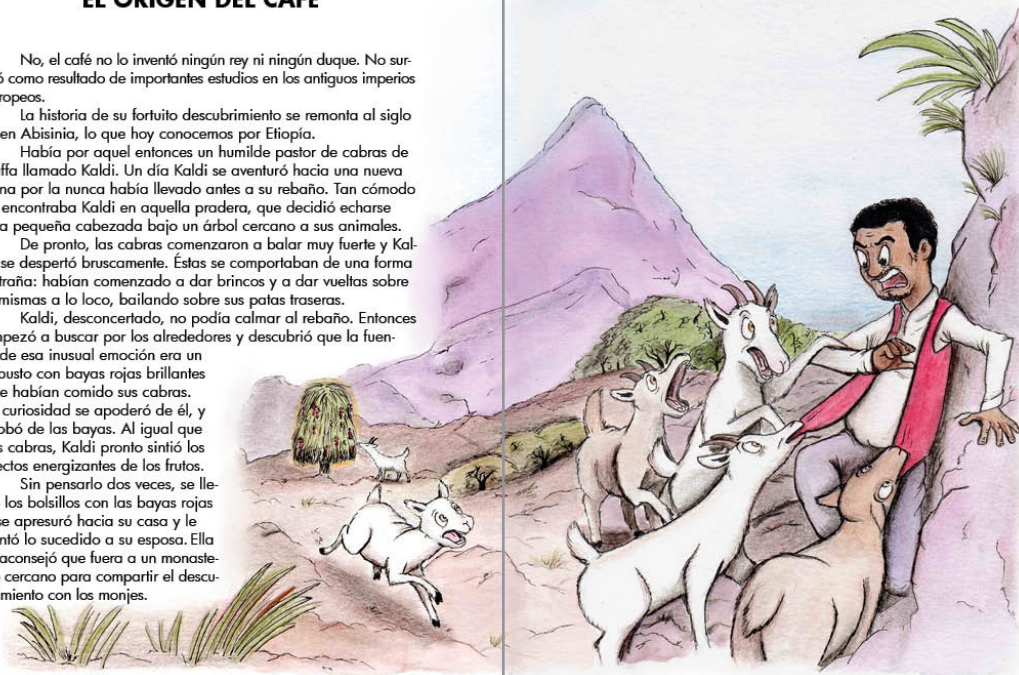 EL ORIGEN DEL CAFÉ
No, el café no lo inventó ningún rey ni ningún duque. No sur-
ó como resultado de importantes estudios en los antiguos imperios
ropeos.
La historia de su fortuito descubrimiento se remonta al siglo
en Abisinia, lo que hoy conocemos por Etiopía.
Había por aquel entonces un humilde pastor de cabras de
ffa llamado Kaldi. Un día Kaldi se aventuró hacia una nueva
na por la nunca había llevado antes a su rebaño. Tan cómodo
encontraba Kaldi en aquella pradera, que decidió echarse
a pequeña cabezada bajo un árbol cercano a sus animales.
De pronto, las cabras comenzaron a balar muy fuerte y Kal-
se despertó bruscamente. Éstas se comportaban de una forma
traña: habían comenzado a dar brincos y a dar vueltas sobre
mismas a lo loco, bailando sobre sus patas traseras.
Kaldi, desconcertado, no podía calmar al rebaño. Entonces
pezó a buscar por los alrededores y descubrió que la fuen-
de esa inusual emoción era un
busto con bayas rojas brillantes
e habían comido sus cabras.
curiosidad se apoderó de él, y
obó de las bayas. Al igual que
s cabras, Kaldi pronto sintió los
ectos energizantes de los frutos.
Sin pensarlo dos veces, se lle-
los bolsillos con las bayas rojas
se apresuró hacia su casa y le
ntó lo sucedido a su esposa. Ella
aconsejó que fuera a un monaste-
cercano para compartir el descu-
miento con los monjes.